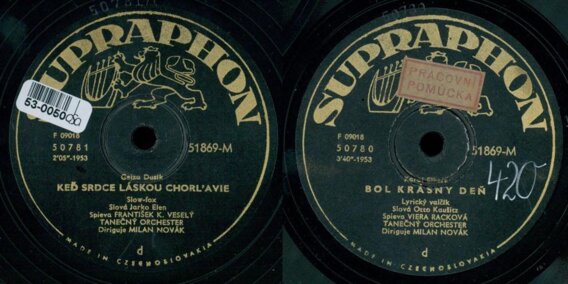 50781
SUPRAPHON
53-0050
F 09018
50781
2'05"-1953
51869-M
Gejza Dusík
KEĎ SRDCE LÁSKOU CHORĽAVIE
Slow-fox
Slová Jarko Elen
Spieva FRANTIŠEK K. VESELÝ
TANEČNÝ ORCHESTER
Diriguje MILAN NOVÁK
d
MADE IN CZECHOSLOVAKIA
50780
SUPRAPHON
PRACOVNÍ
POMŮCKA
F 09018
50780
3'40"-1953
51869-M
BOL KRÁSNY DEŇ
Lyrický valčík
Slová Otto Kaušitz
Spieva VIERA RACKOVÁ
TANEČNÝ ORCHESTER
Diriguje MILAN NOVÁK
420
d
MADE IN CZECHOSLOVAKIA